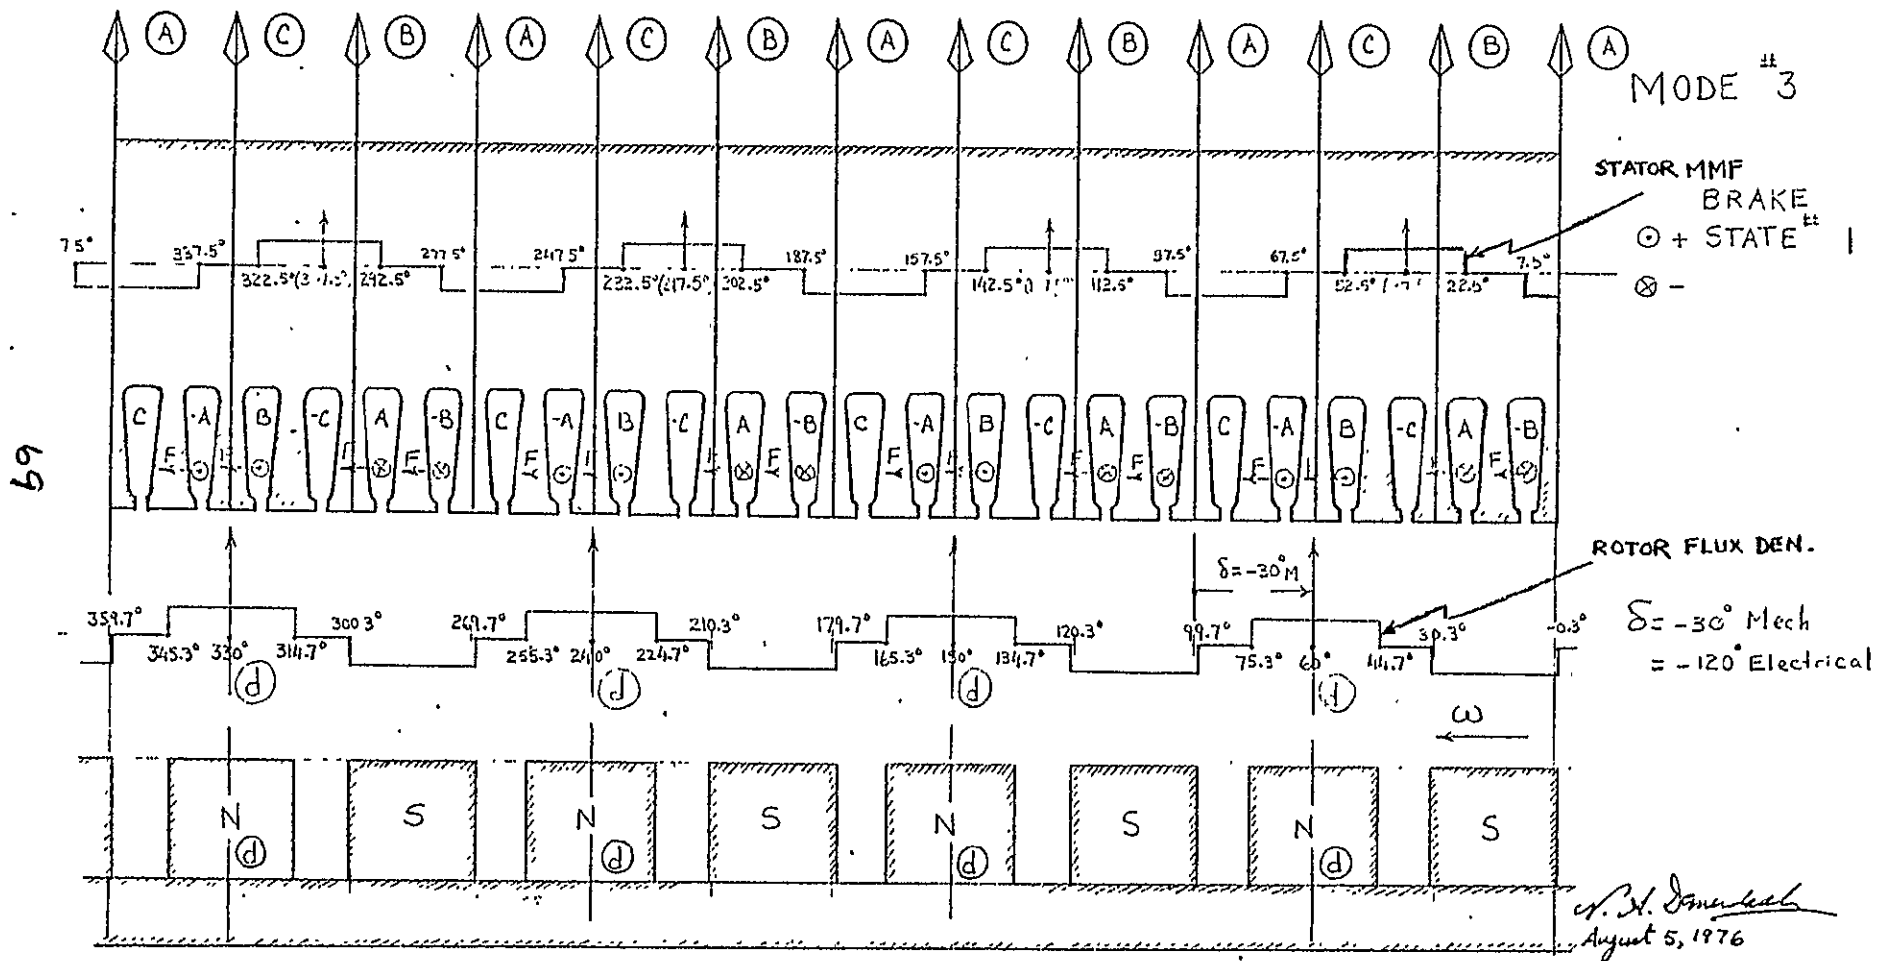 A C B A C B A C B A C B A
MODE #3
STATOR MMF
BRAKE
⊙ + STATE #1
⊗ -
7.5° 337.5° 277.5° 247.5° 187.5° 157.5° 97.5° 67.5° 7.5°
322.5° 292.5° 232.5° 202.5° 142.5° 112.5° 52.5° 22.5°
C -A B -C A -B C -A B -C A -B C -A B -C A -B C -A B -C A -B
F F F F F F F F F
69
ROTOR FLUX DEN.
δ=-30°M
359.7° 300.3° 269.7° 210.3° 179.7° 120.3° 99.7° 30.3° -0.3°
345.3° 330° 314.7° 255.3° 240° 224.7° 165.3° 150° 134.7° 75.3° 60° 44.7°
δ= -30° Mech
= -120° Electrical
d d d
ω
N S N S N S N S
d d d d
August 5, 1976